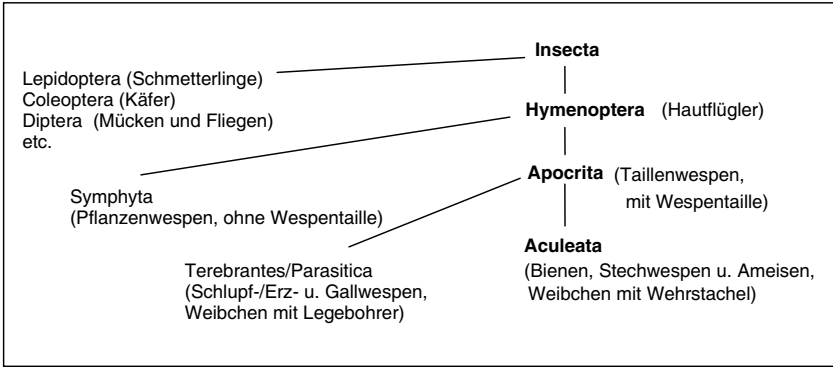 Insecta
Lepidoptera (Schmetterlinge)
Coleoptera (Käfer)
Diptera (Mücken und Fliegen)
etc.
Hymenoptera (Hautflügler)
Symphyta
(Pflanzenwespen, ohne Wespentaille)
Apocrita (Taillenwespen,
mit Wespentaille)
Terebrantes/Parasitica
(Schlupf-/Erz- u. Gallwespen,
Weibchen mit Legebohrer)
Aculeata
(Bienen, Stechwespen u. Ameisen,
Weibchen mit Wehrstachel)